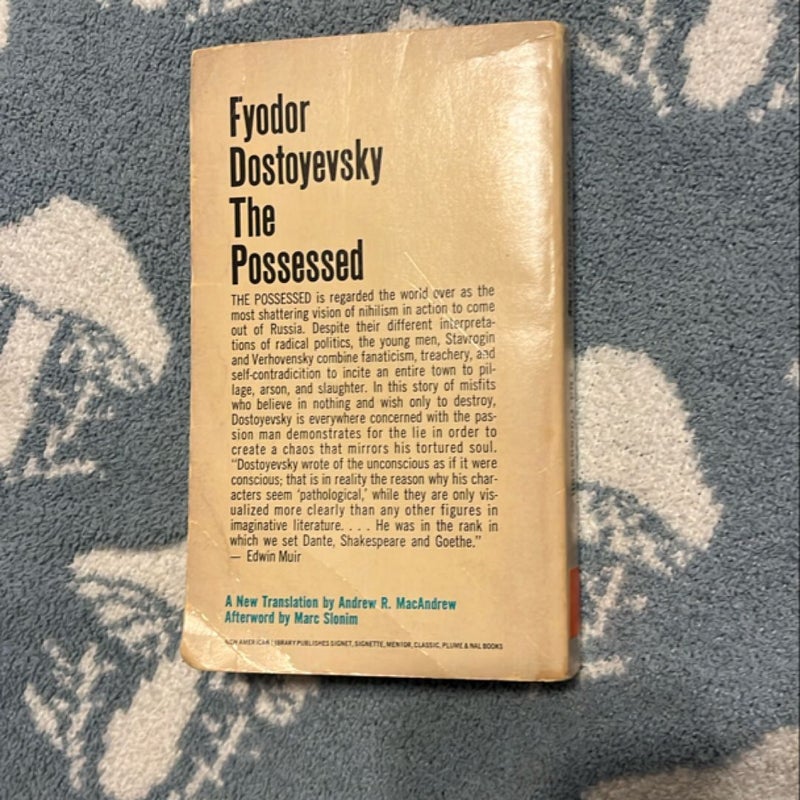 Fyodor
Dostoyevsky
The
Possessed
THE POSSESSED is regarded the world over as the
most shattering vision of nihilism in action to come
out of Russia. Despite their different interpreta-
tions of radical politics, the young men, Stavrogin
and Verhovensky combine fanaticism, treachery, and
self-contradicition to incite an entire town to pil-
lage, arson, and slaughter. In this story of misfits
who believe in nothing and wish only to destroy,
Dostoyevsky is everywhere concerned with the pas-
sion man demonstrates for the lie in order to
create a chaos that mirrors his tortured soul.
"Dostoyevsky wrote of the unconscious as if it were
conscious; that is in reality the reason why his char-
acters seem 'pathological,' while they are only vis-
ualized more clearly than any other figures in
imaginative literature. . . . He was in the rank in
which we set Dante, Shakespeare and Goethe."
— Edwin Muir
A New Translation by Andrew R. MacAndrew
Afterword by Marc Slonim
AMERICAN LIBRARY PUBLISHES SIGNET, SIGNETTE, MENTOR, CLASSIC, PLUME & NAL BOOKS